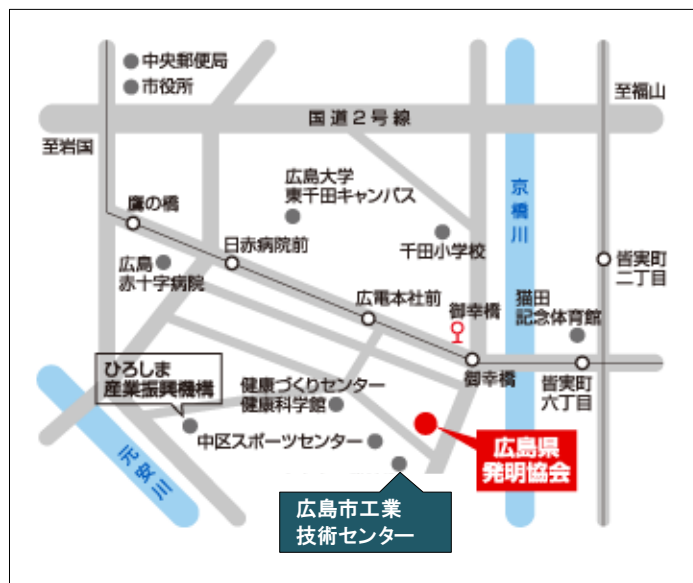 中央郵便局
市役所
国道2号線
至福山
至岩国
広島大学
東千田キャンパス
京橋川
鷹の橋
日赤病院前
千田小学校
広島
赤十字病院
皆実町
二丁目
広電本社前
御幸橋
猫田
記念体育館
ひろしま
産業振興機構
御幸橋
皆実町
六丁目
健康づくりセンター
健康科学館
中区スポーツセンター
広島県
発明協会
元安川
広島市工業
技術センター